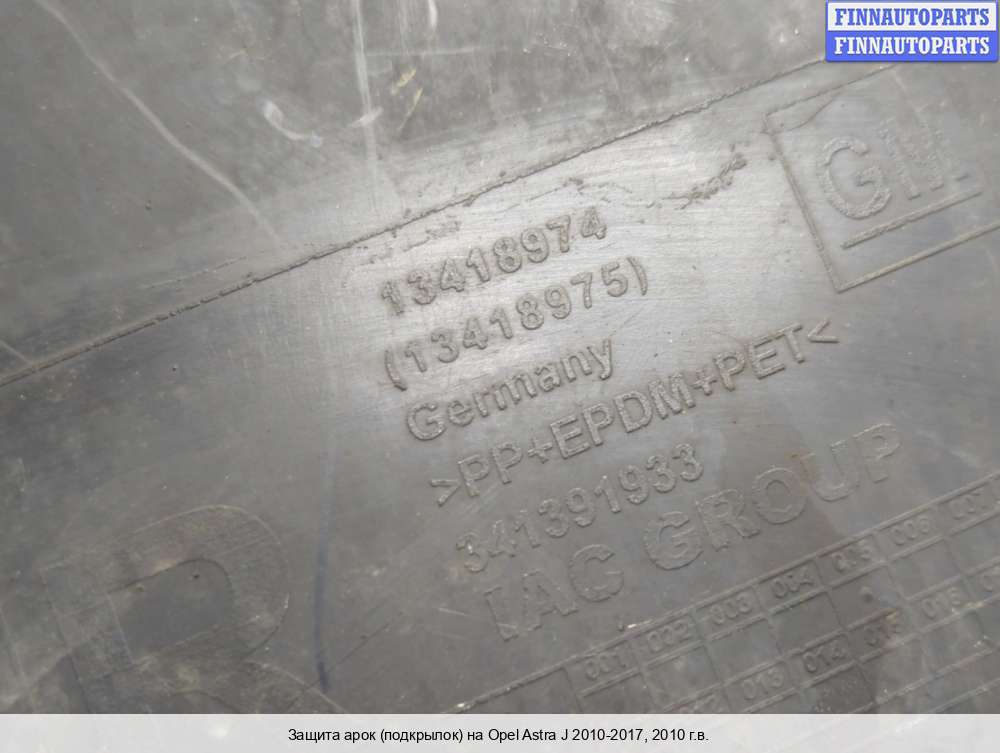 FINNAUTOPARTS
FINNAUTOPARTS
GM
13418974
(13418975)
Germany
>PP+EPDM+PET<
341391933
IAC GROUP
R
001 002 003 004 005 006
013 014 015 016
Защита арок (подкрылок) на Opel Astra J 2010-2017, 2010 г.в.